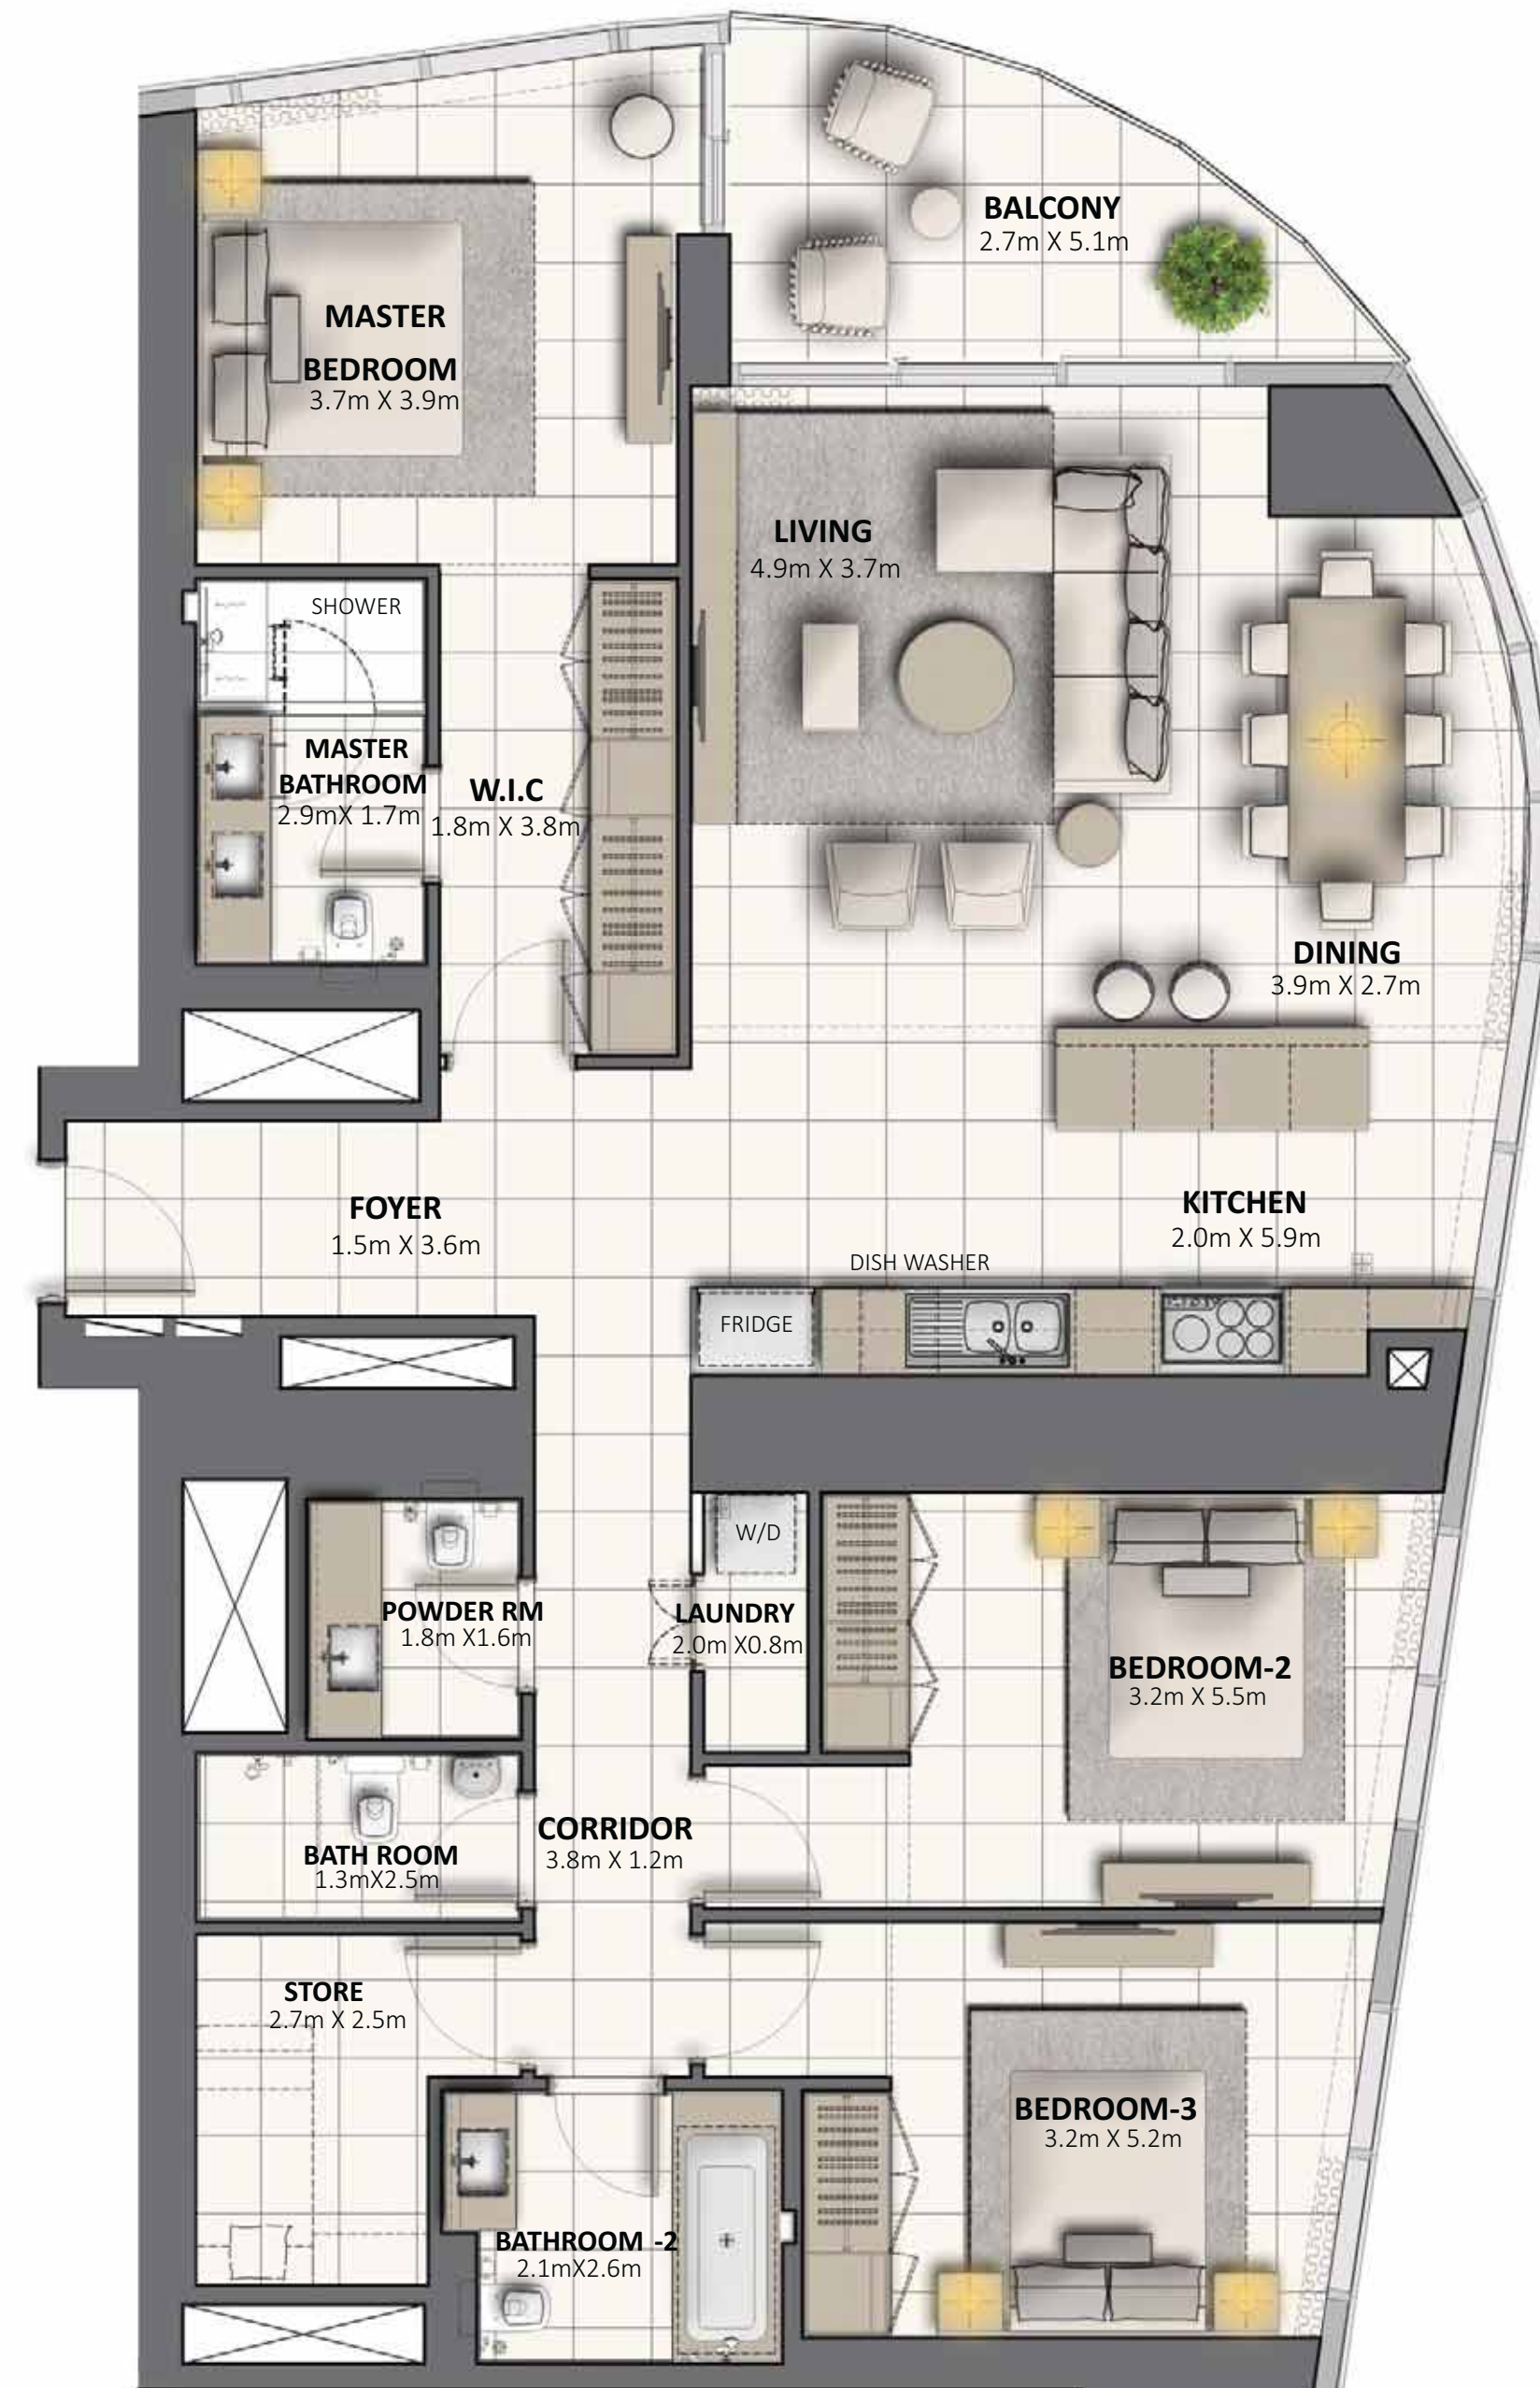 BALCONY
2.7m X 5.1m
MASTER
BEDROOM
3.7m X 3.9m
LIVING
4.9m X 3.7m
SHOWER
MASTER
BATHROOM
2.9mX 1.7m
W.I.C
1.8m X 3.8m
DINING
3.9m X 2.7m
FOYER
1.5m X 3.6m
KITCHEN
2.0m X 5.9m
DISH WASHER
FRIDGE
W/D
POWDER RM
1.8m X1.6m
LAUNDRY
2.0m X0.8m
BEDROOM-2
3.2m X 5.5m
CORRIDOR
3.8m X 1.2m
BATH ROOM
1.3mX2.5m
STORE
2.7m X 2.5m
BEDROOM-3
3.2m X 5.2m
BATHROOM -2
2.1mX2.6m